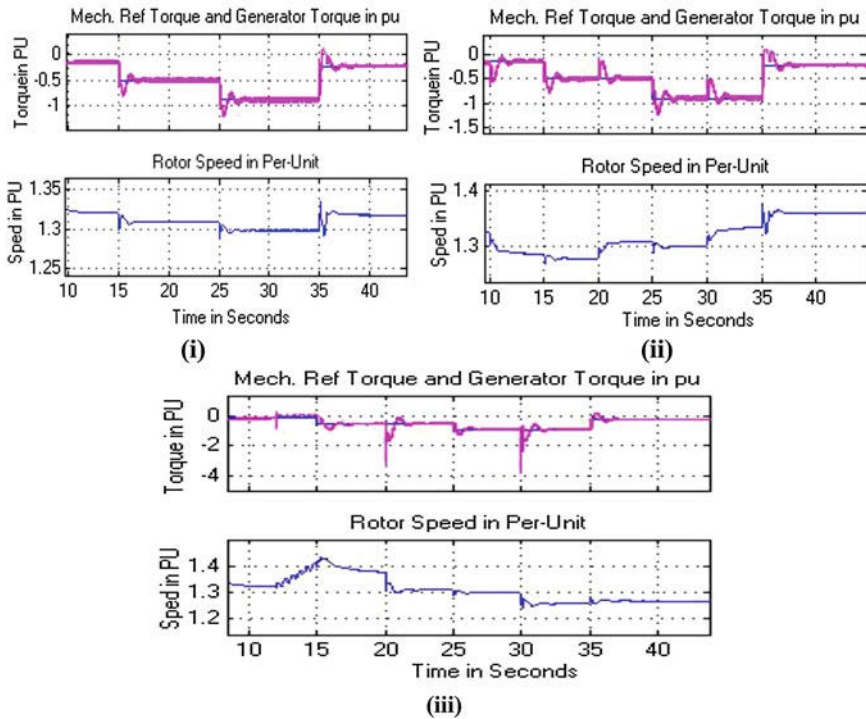 Mech. Ref Torque and Generator Torque in pu
Torquein PU
0
-0.5
-1
Rotor Speed in Per-Unit
Sped in PU
1.35
1.3
1.25
10 15 20 25 30 35 40
Time in Seconds
(i)
Mech. Ref Torque and Generator Torque in pu
Torquein PU
0
-0.5
-1
-1.5
Rotor Speed in Per-Unit
Sped in PU
1.4
1.3
10 15 20 25 30 35 40
Time in Seconds
(ii)
Mech. Ref Torque and Generator Torque in pu
Torque in PU
0
-2
-4
Rotor Speed in Per-Unit
Sped in PU
1.4
1.3
1.2
10 15 20 25 30 35 40
Time in Seconds
(iii)